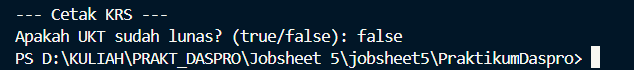 --- Cetak KRS ---
Apakah UKT sudah lunas? (true/false): false
PS D:\KULIAH\PRAKT_DASPRO\Jobsheet 5\jobsheet5\PraktikumDaspro>